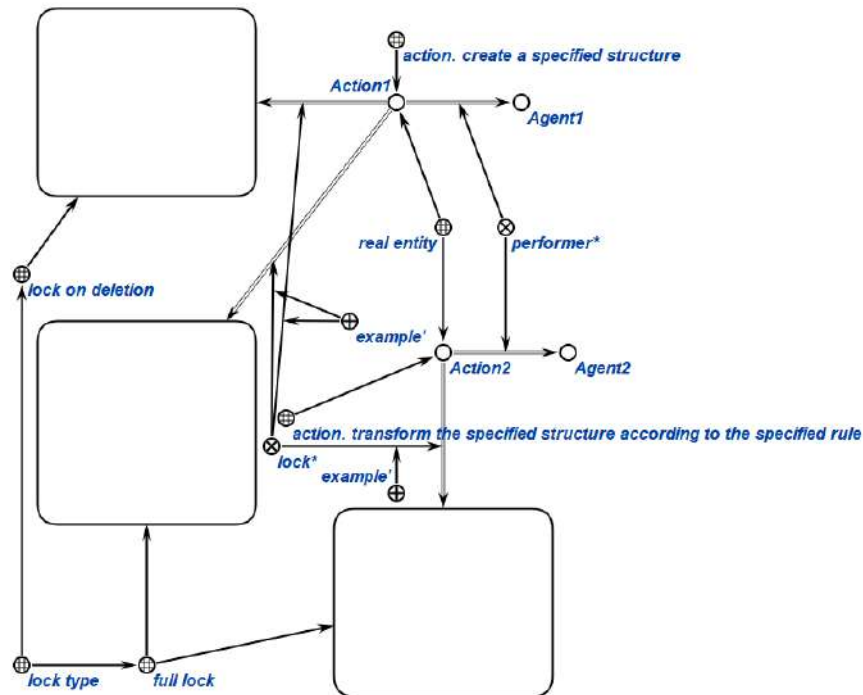 action. create a specified structure
Action1
Agent1
real entity
performer*
lock on deletion
example'
Action2
Agent2
action. transform the specified structure according to the specified rule
lock*
example'
lock type
full lock